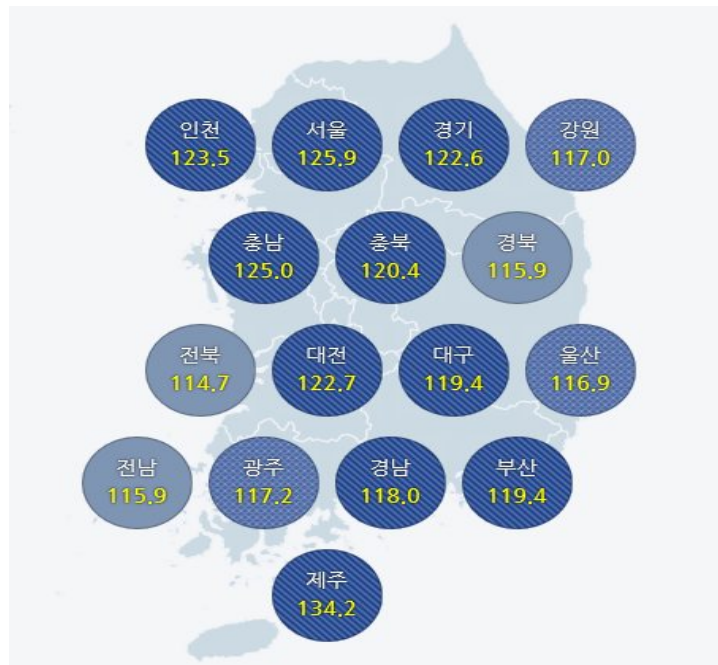 인천
123.5
서울
125.9
경기
122.6
강원
117.0
충남
125.0
충북
120.4
경북
115.9
전북
114.7
대전
122.7
대구
119.4
울산
116.9
전남
115.9
광주
117.2
경남
118.0
부산
119.4
제주
134.2